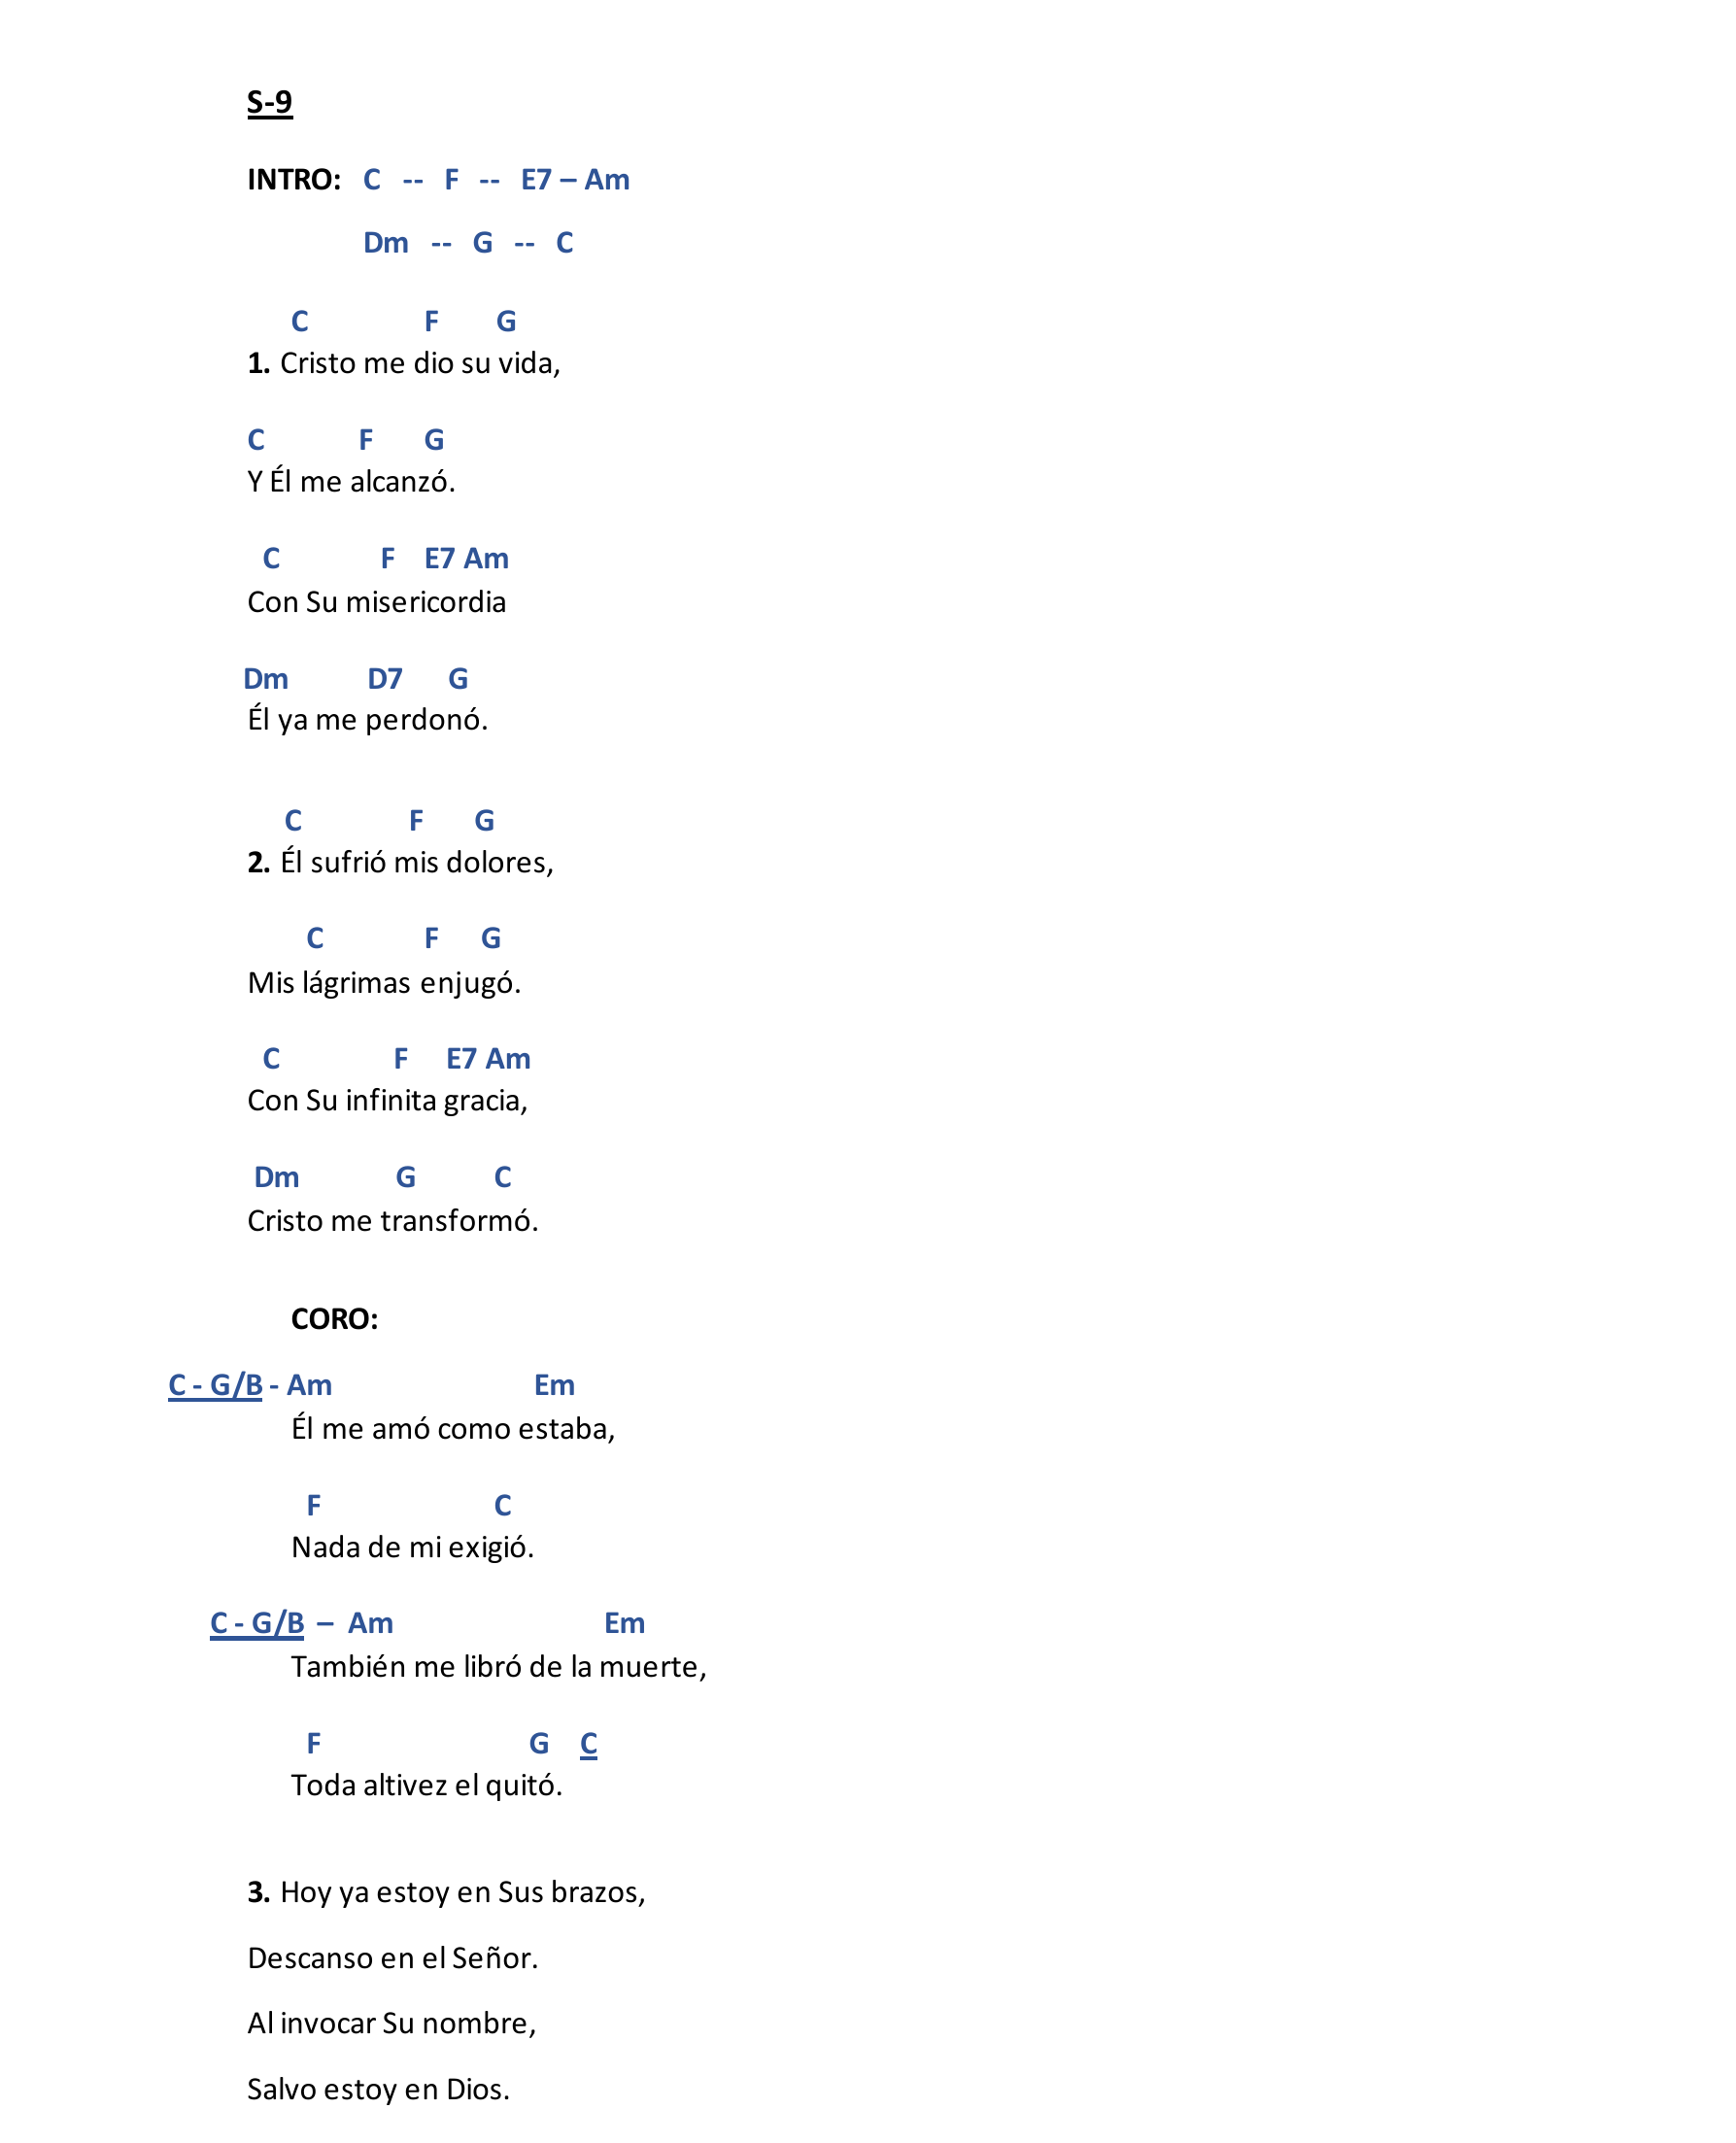 S-9
INTRO: C -- F -- E7 – Am
Dm -- G -- C
C F G
1. Cristo me dio su vida,
C F G
Y Él me alcanzó.
C F E7 Am
Con Su misericordia
Dm D7 G
Él ya me perdonó.
C F G
2. Él sufrió mis dolores,
C F G
Mis lágrimas enjugó.
C F E7 Am
Con Su infinita gracia,
Dm G C
Cristo me transformó.
CORO:
C - G/B - Am Em
Él me amó como estaba,
F C
Nada de mi exigió.
C - G/B – Am Em
También me libró de la muerte,
F G C
Toda altivez el quitó.
3. Hoy ya estoy en Sus brazos,
Descanso en el Señor.
Al invocar Su nombre,
Salvo estoy en Dios.